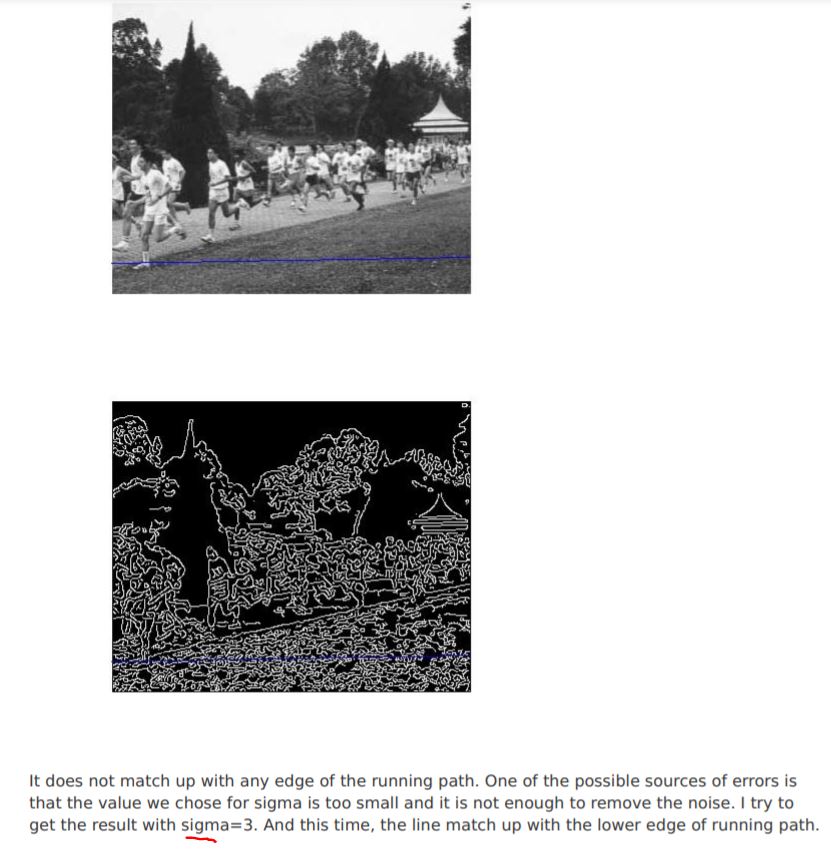 It does not match up with any edge of the running path. One of the possible sources of errors is
that the value we chose for sigma is too small and it is not enough to remove the noise. I try to
get the result with sigma=3. And this time, the line match up with the lower edge of running path.